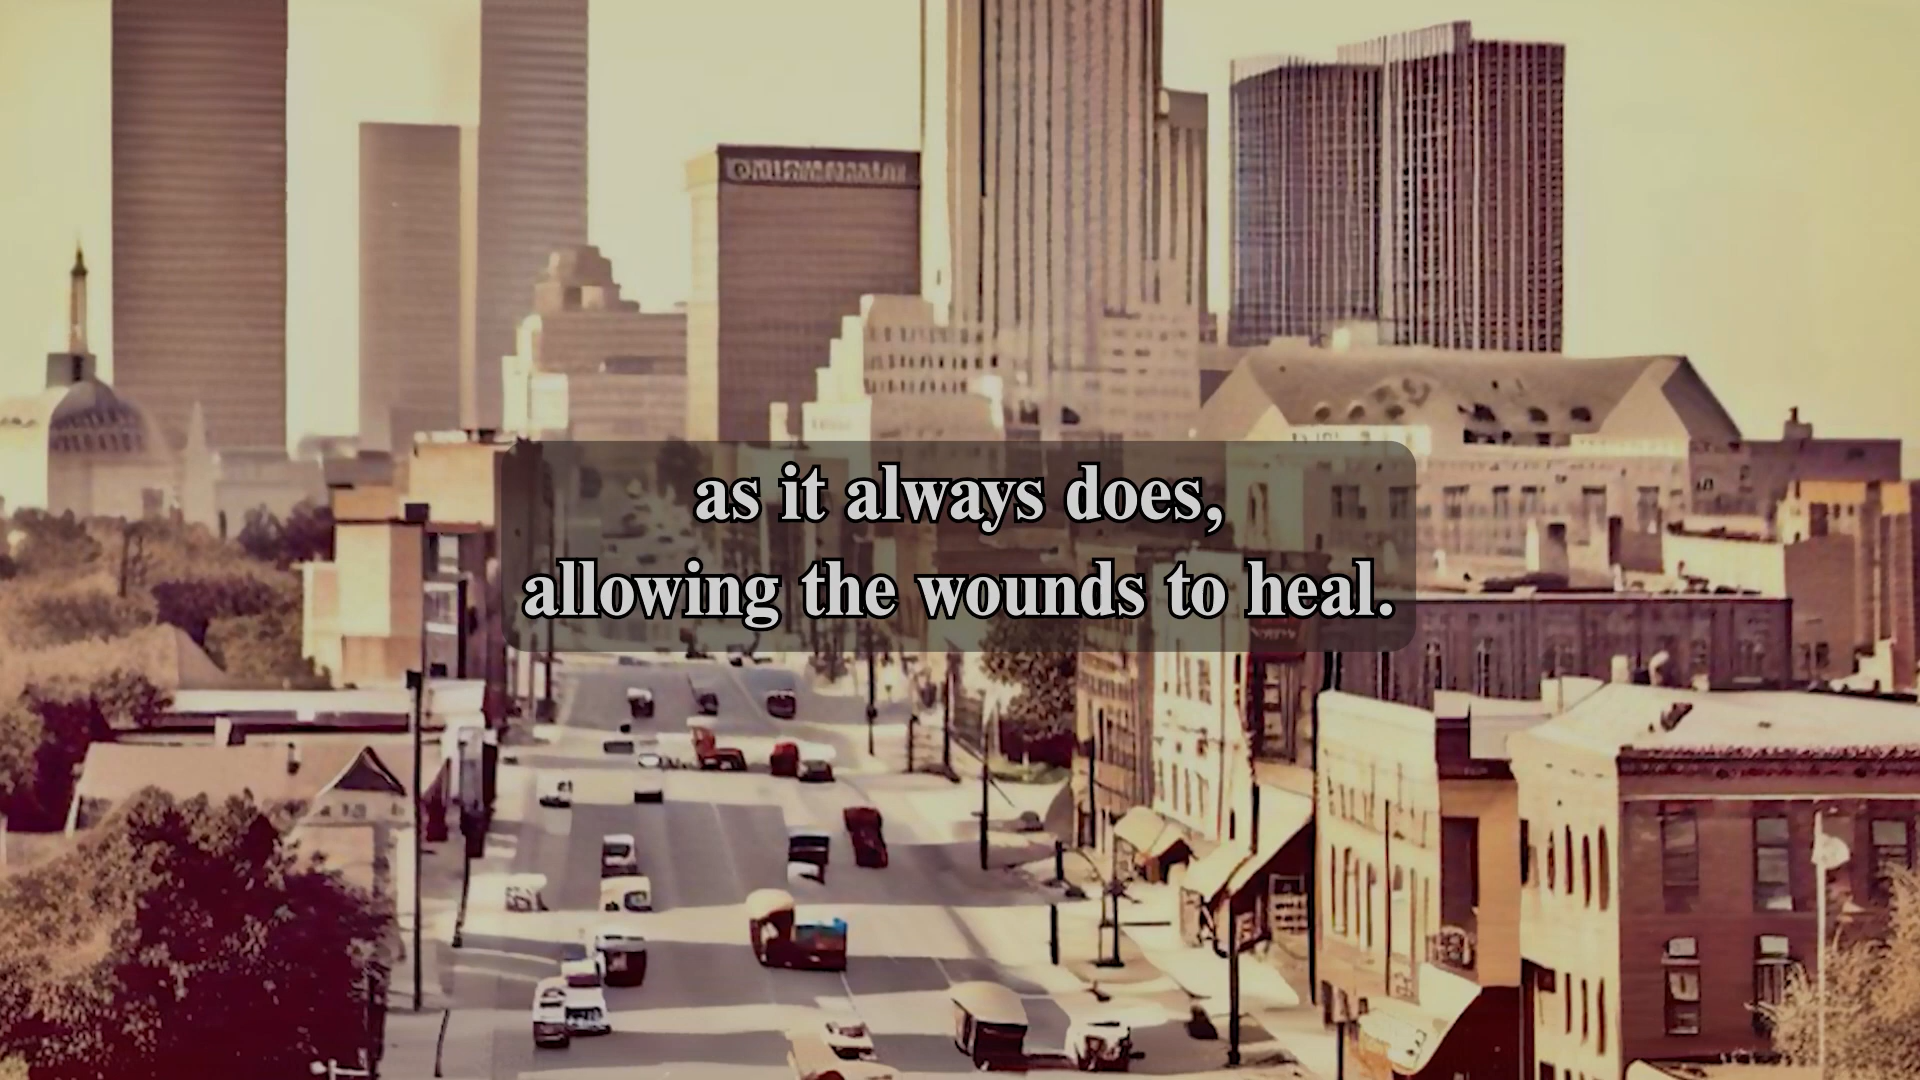 as it always does,
allowing the wounds to heal.